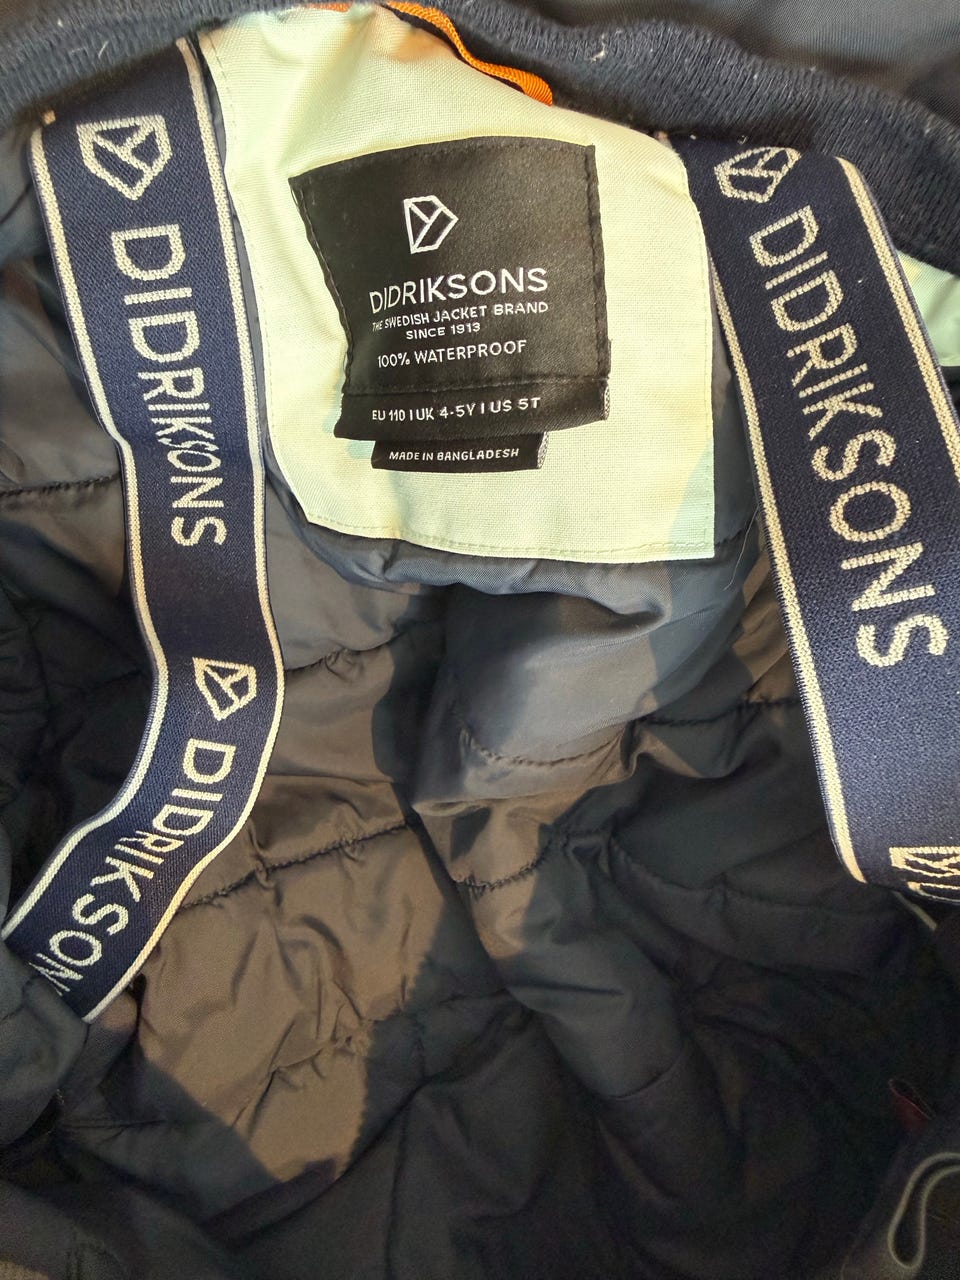 DIDRIKSONS
DIDRIKSONS
DIDRIKSONS
THE SWEDISH JACKET BRAND
SINCE 1913
100% WATERPROOF
EU 110 I UK 4-5Y I US 5T
MADE IN BANGLADESH
DIDRIKSONS